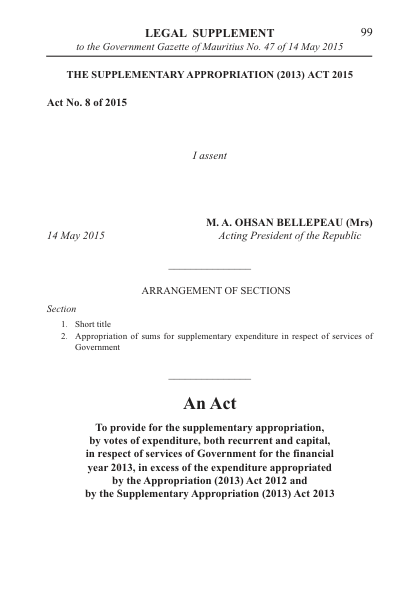 LEGAL SUPPLEMENT 99
to the Government Gazette of Mauritius No. 47 of 14 May 2015
THE SUPPLEMENTARY APPROPRIATION (2013) ACT 2015
Act No. 8 of 2015
I assent
M. A. OHSAN BELLEPEAU (Mrs)
14 May 2015 Acting President of the Republic
ARRANGEMENT OF SECTIONS
Section
1. Short title
2. Appropriation of sums for supplementary expenditure in respect of services of
Government
An Act
To provide for the supplementary appropriation,
by votes of expenditure, both recurrent and capital,
in respect of services of Government for the financial
year 2013, in excess of the expenditure appropriated
by the Appropriation (2013) Act 2012 and
by the Supplementary Appropriation (2013) Act 2013